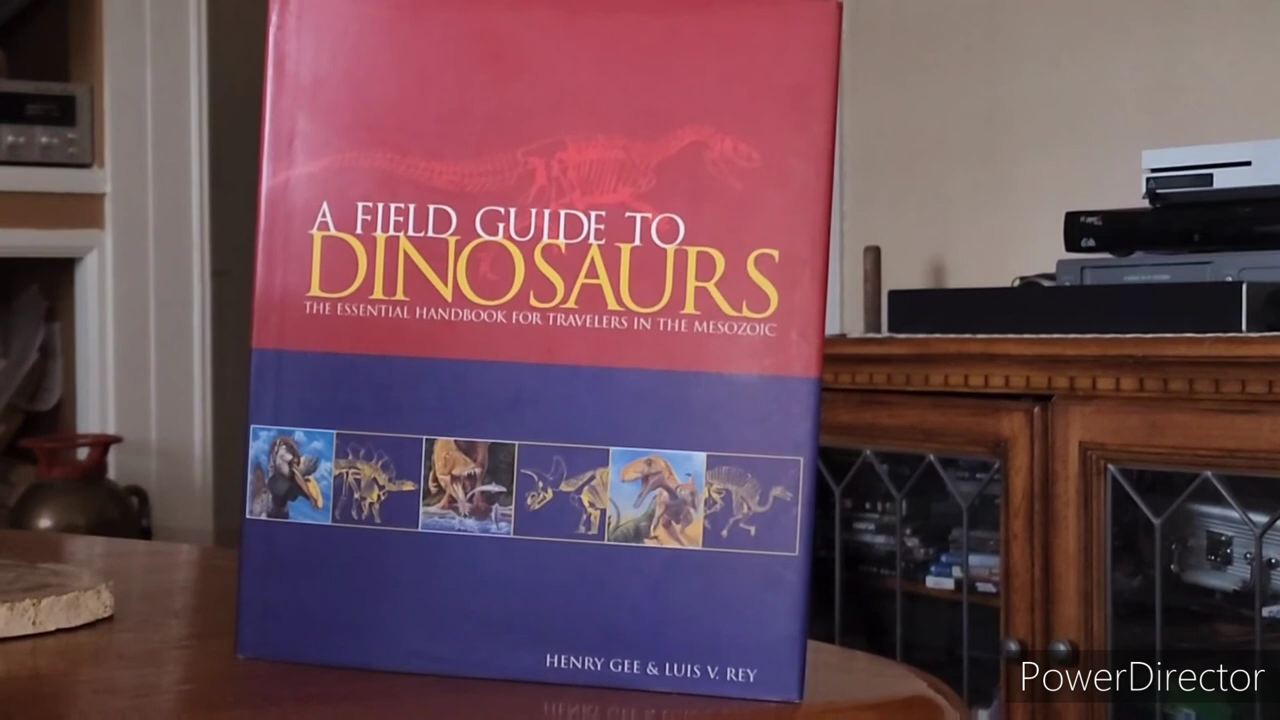 A FIELD GUIDE TO
DINOSAURS
THE ESSENTIAL HANDBOOK FOR TRAVELERS IN THE MESOZOIC
HENRY GEE & LUIS V. REY
PowerDirector